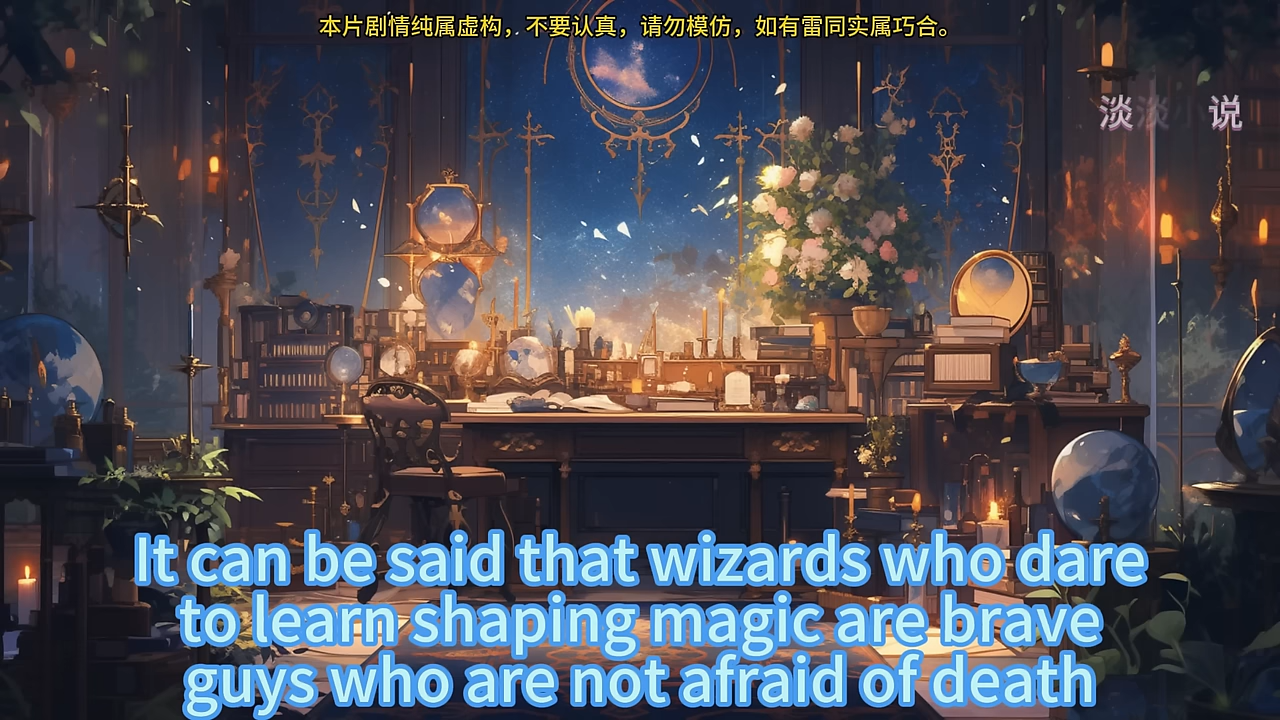 本片剧情纯属虚构，不要认真，请勿模仿，如有雷同实属巧合。
淡淡小说
It can be said that wizards who dare
to learn shaping magic are brave
guys who are not afraid of death